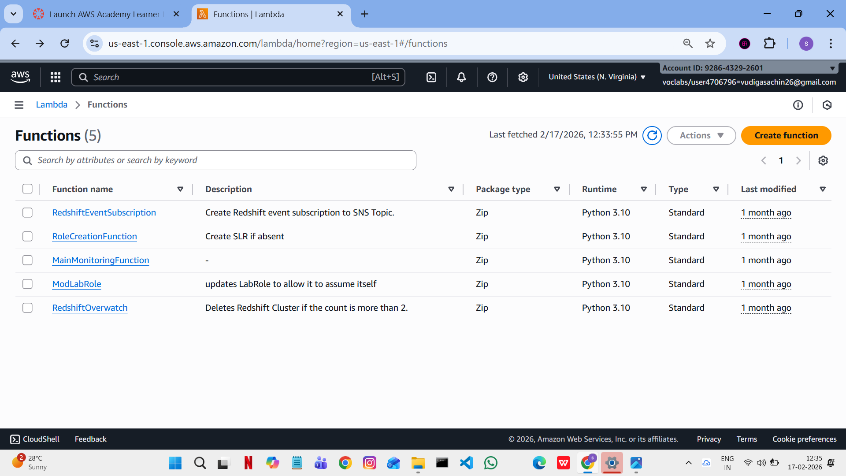 Launch AWS Academy Learner
Functions | Lambda
us-east-1.console.aws.amazon.com/lambda/home?region=us-east-1#/functions
aws
Search
[Alt+S]
United States (N. Virginia)
Account ID: 9286-4329-2601
voclabs/user4706796=vudigasachin26@gmail.com
Lambda > Functions
Functions (5)
Last fetched 2/17/2026, 12:33:55 PM
Actions
Create function
Search by attributes or search by keyword
1
Function name Description Package type Runtime Type Last modified
RedshiftEventSubscription Create Redshift event subscription to SNS Topic. Zip Python 3.10 Standard 1 month ago
RoleCreationFunction Create SLR if absent Zip Python 3.10 Standard 1 month ago
MainMonitoringFunction - Zip Python 3.10 Standard 1 month ago
ModLabRole updates LabRole to allow it to assume itself Zip Python 3.10 Standard 1 month ago
RedshiftOverwatch Deletes Redshift Cluster if the count is more than 2. Zip Python 3.10 Standard 1 month ago
CloudShell Feedback © 2026, Amazon Web Services, Inc. or its affiliates. Privacy Terms Cookie preferences
2
28°C
Sunny
ENG
IN
12:35
17-02-2026